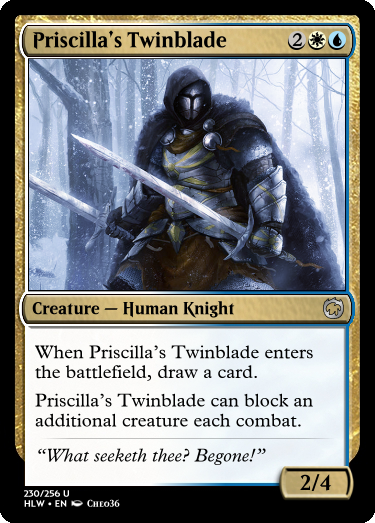 Priscilla's Twinblade 2
Creature — Human Knight
When Priscilla's Twinblade enters
the battlefield, draw a card.
Priscilla's Twinblade can block an
additional creature each combat.
“What seeketh thee? Begone!”
2/4
230/256 U
HLW • EN Cheo36